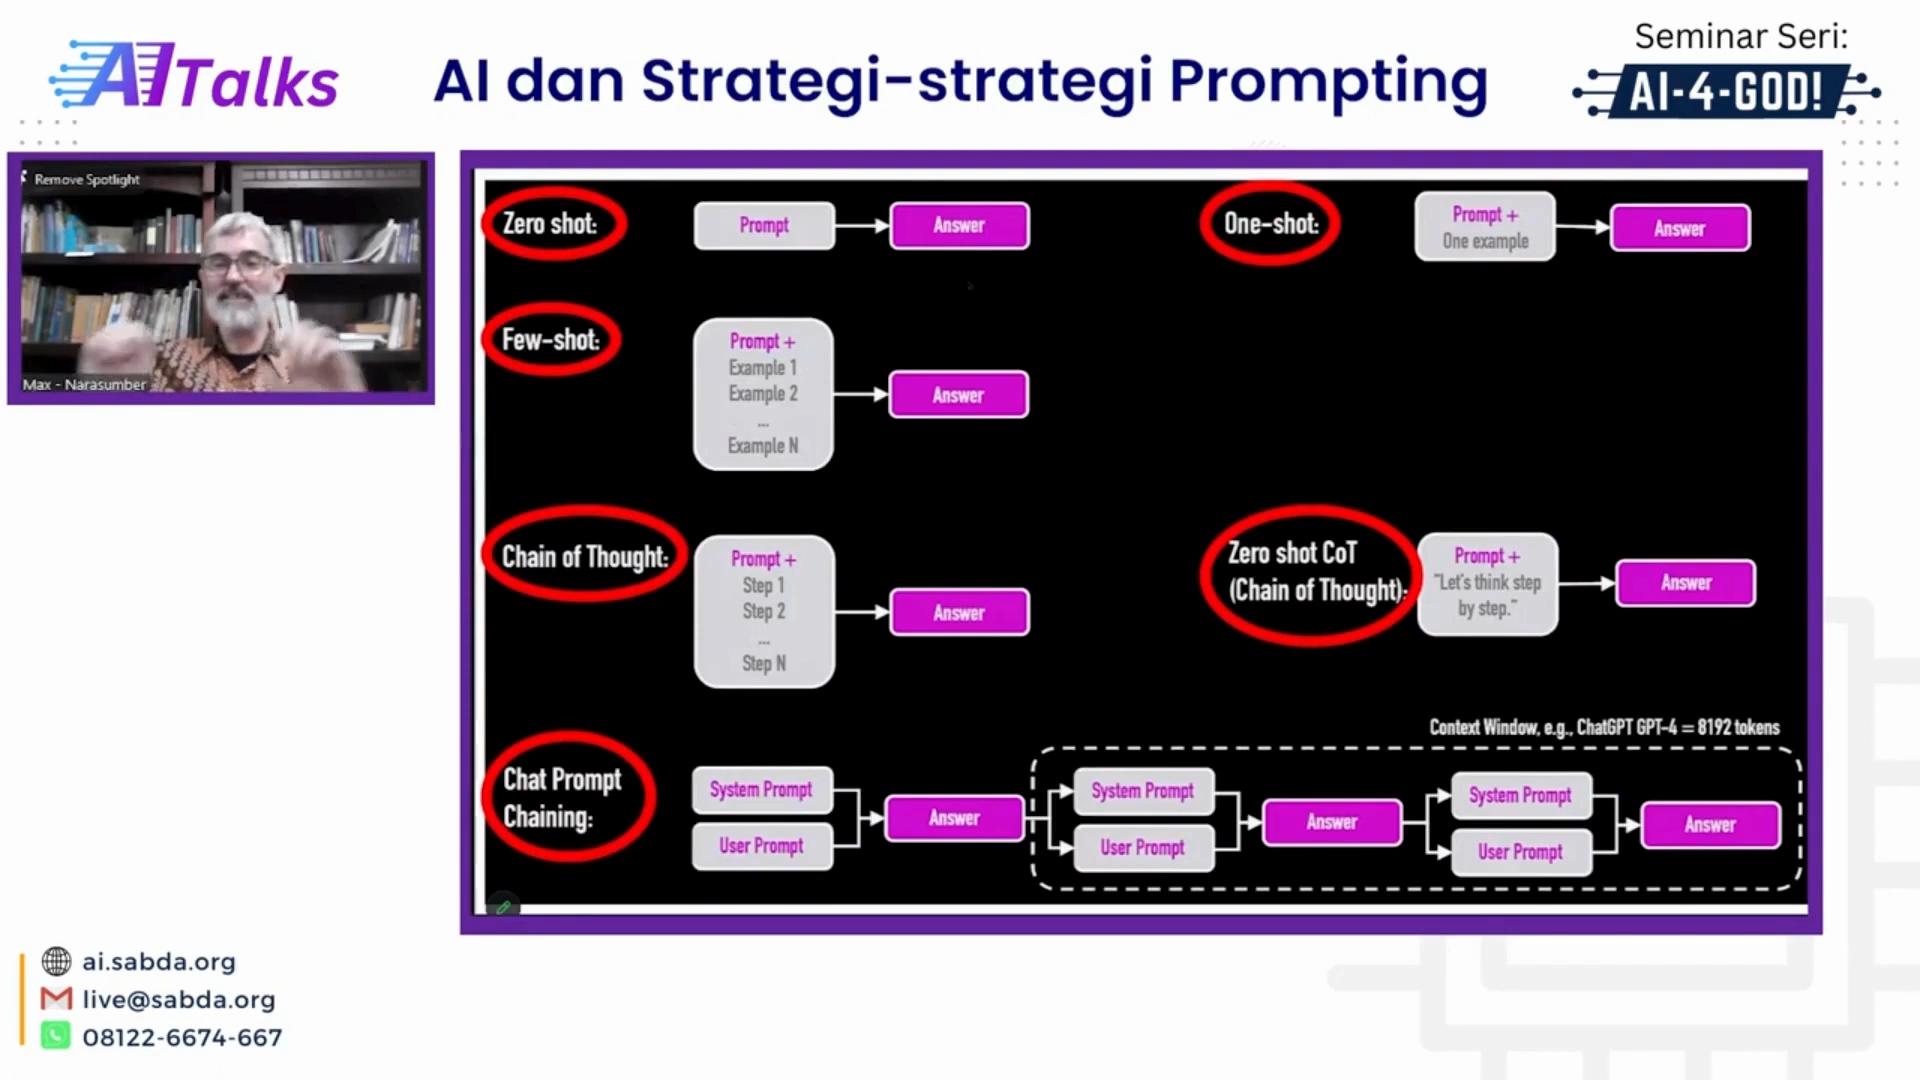 AI Talks
AI dan Strategi-strategi Prompting
Seminar Seri:
AI-4-GOD!
Remove Spotlight
Max - Narasumber
Zero shot:
Prompt
Answer
One-shot:
Prompt +
One example
Answer
Few-shot:
Prompt +
Example 1
Example 2
...
Example N
Answer
Chain of Thought:
Prompt +
Step 1
Step 2
...
Step N
Answer
Zero shot CoT
(Chain of Thought):
Prompt +
"Let's think step
by step."
Answer
Context Window, e.g., ChatGPT GPT-4 = 8192 tokens
Chat Prompt
Chaining:
System Prompt
User Prompt
Answer
System Prompt
User Prompt
Answer
System Prompt
User Prompt
Answer
ai.sabda.org
live@sabda.org
08122-6674-667